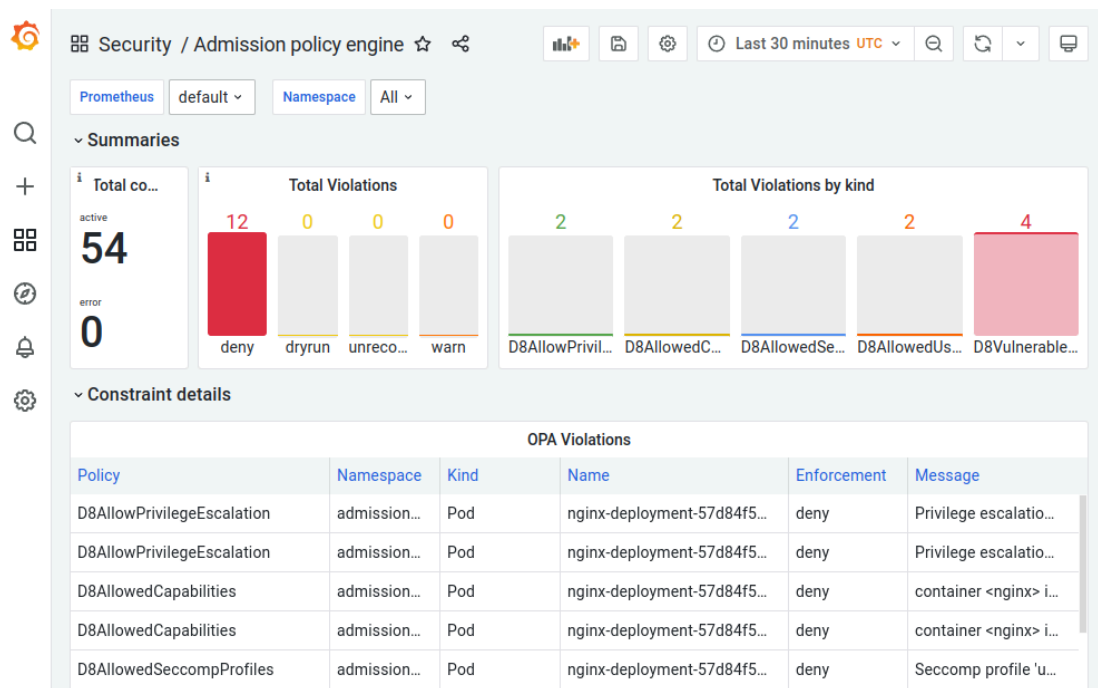 Security / Admission policy engine
Last 30 minutes UTC
Prometheus default Namespace All
Summaries
i Total co...
active
54
error
0
i Total Violations
12 0 0 0
deny dryrun unreco... warn
Total Violations by kind
2 2 2 2 4
D8AllowPrivil... D8AllowedC... D8AllowedSe... D8AllowedUs... D8Vulnerable...
Constraint details
OPA Violations
Policy Namespace Kind Name Enforcement Message
D8AllowPrivilegeEscalation admission... Pod nginx-deployment-57d84f5... deny Privilege escalatio...
D8AllowPrivilegeEscalation admission... Pod nginx-deployment-57d84f5... deny Privilege escalatio...
D8AllowedCapabilities admission... Pod nginx-deployment-57d84f5... deny container <nginx> i...
D8AllowedCapabilities admission... Pod nginx-deployment-57d84f5... deny container <nginx> i...
D8AllowedSeccompProfiles admission... Pod nginx-deployment-57d84f5... deny Seccomp profile 'u...